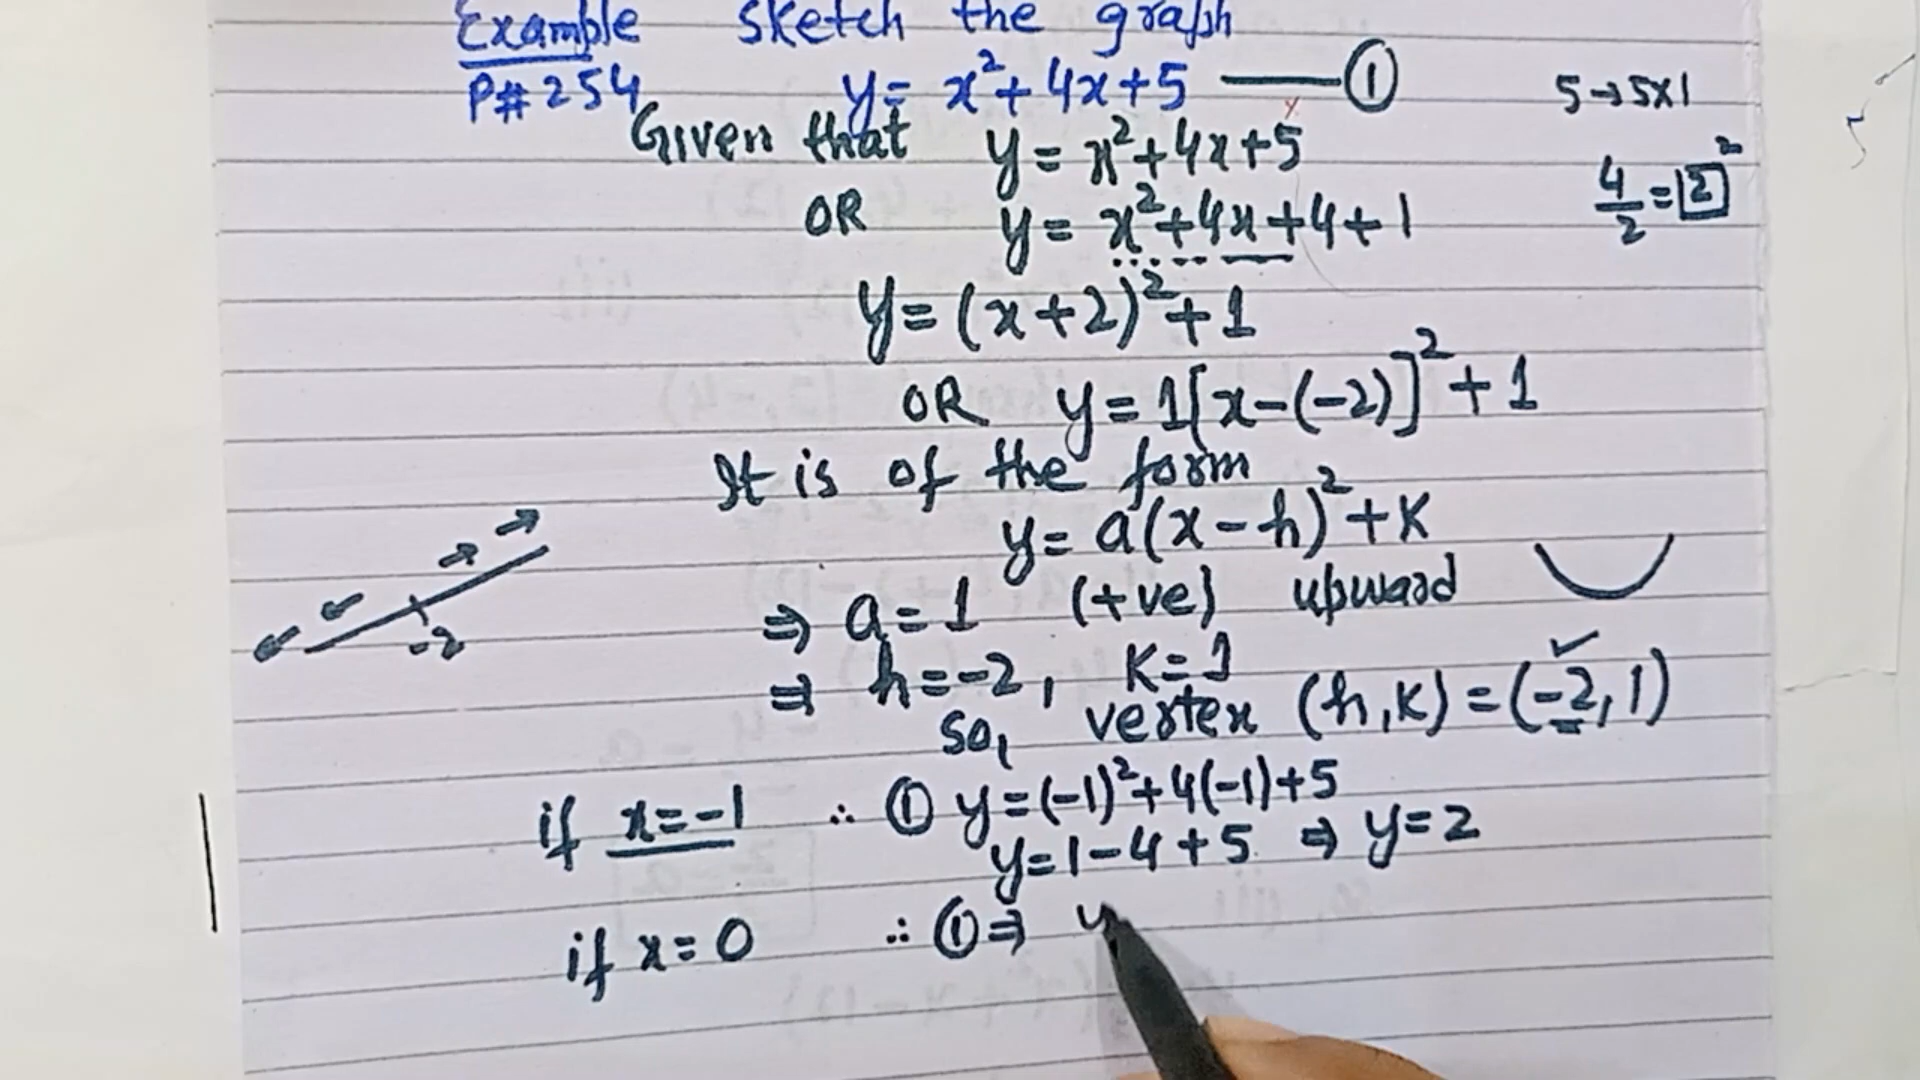 Example sketch the graph
P#254 y = x² + 4x + 5 ——— ①
5 → 5x1
Given that y = x² + 4x + 5
4/2 = 2²
OR y = x² + 4x + 4 + 1
y = (x + 2)² + 1
OR y = 1[x - (-2)]² + 1
It is of the form
y = a(x - h)² + K
⇒ a = 1 (+ve) upward
-2
⇒ h = -2, K = 1
So, vertex (h, K) = (-2, 1)
if x = -1 ∴ ① y = (-1)² + 4(-1) + 5
y = 1 - 4 + 5 ⇒ y = 2
if x = 0 ∴ ① ⇒ y